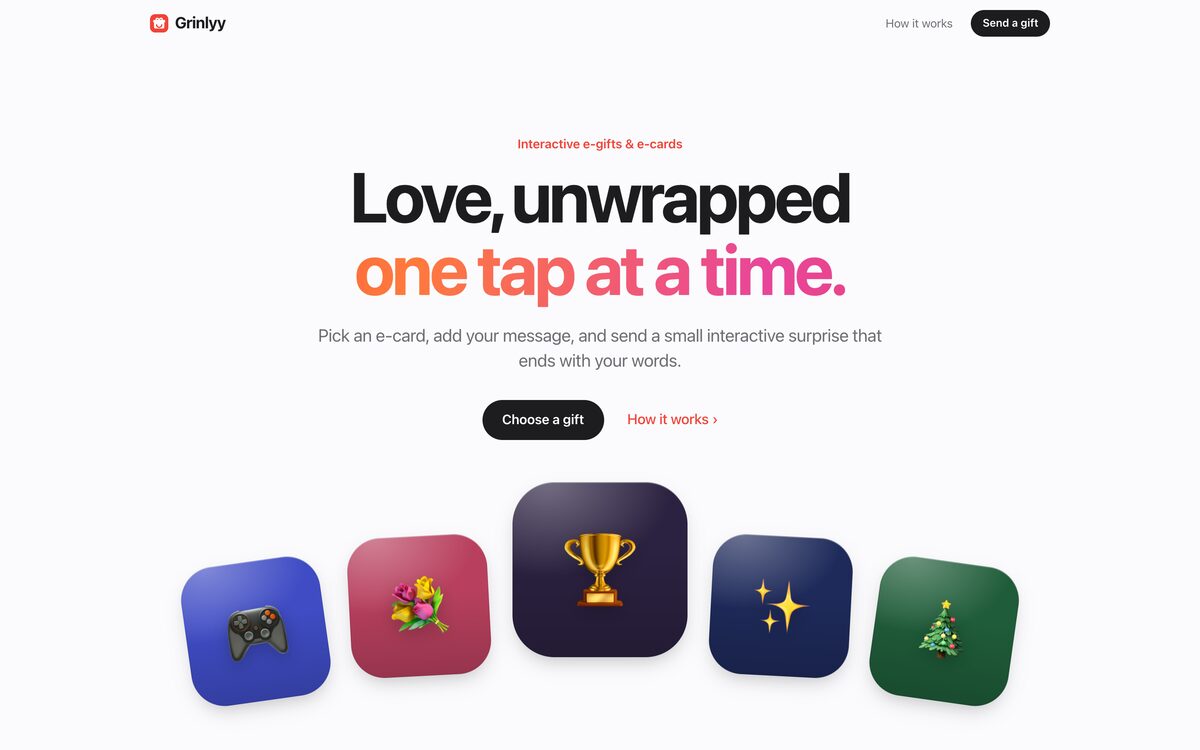 Grinlyy
How it works
Send a gift
Interactive e-gifts & e-cards
Love, unwrapped
one tap at a time.
Pick an e-card, add your message, and send a small interactive surprise that
ends with your words.
Choose a gift
How it works ›